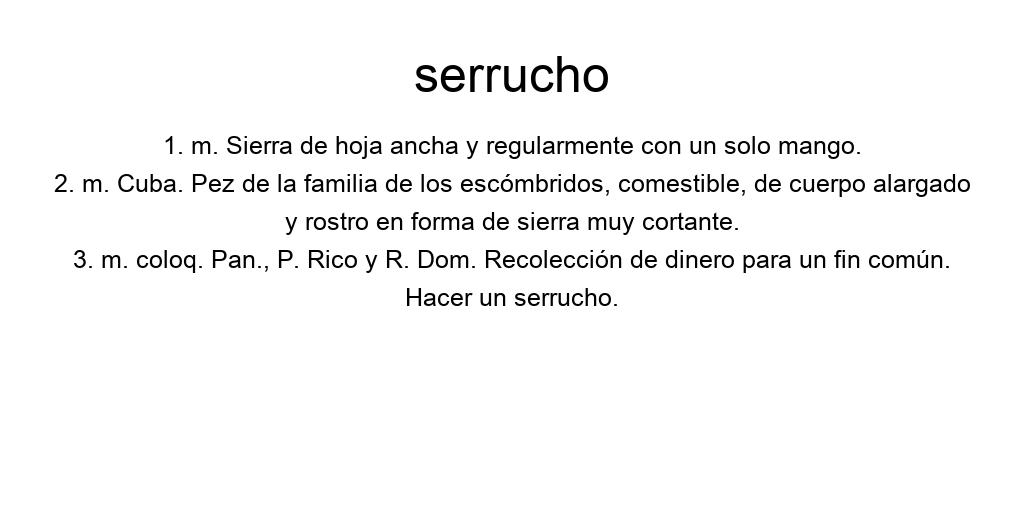 serrucho
1. m. Sierra de hoja ancha y regularmente con un solo mango.
2. m. Cuba. Pez de la familia de los escómbridos, comestible, de cuerpo alargado
y rostro en forma de sierra muy cortante.
3. m. coloq. Pan., P. Rico y R. Dom. Recolección de dinero para un fin común.
Hacer un serrucho.